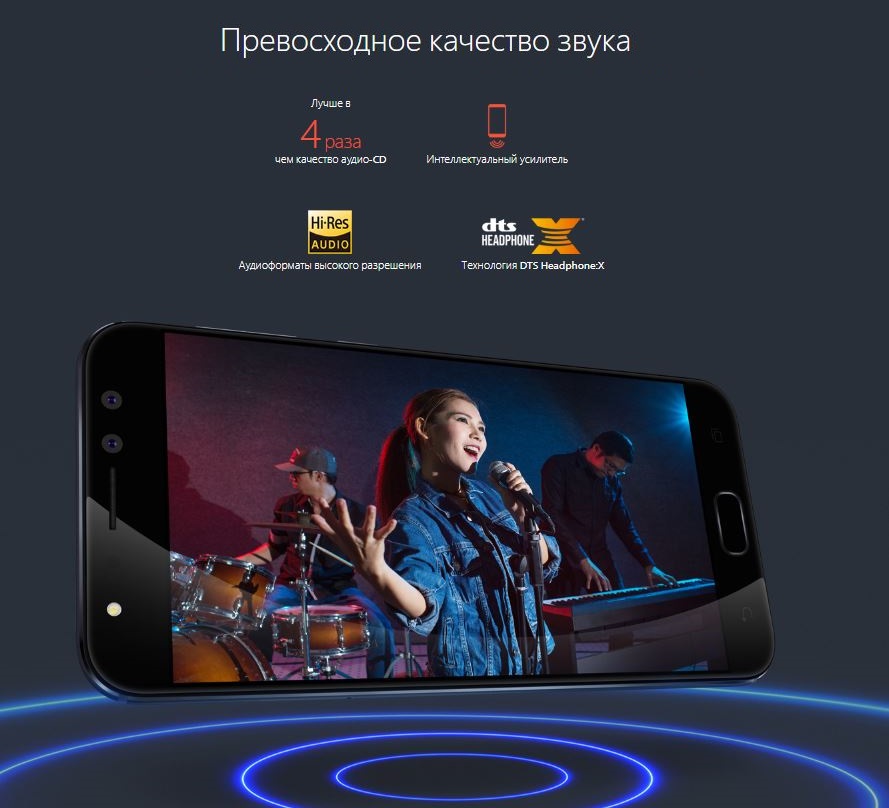 Превосходное качество звука
Лучше в
4 раза
чем качество аудио-CD
Интеллектуальный усилитель
Hi-Res
AUDIO
Аудиоформаты высокого разрешения
dts
HEADPHONE X
Технология DTS Headphone:X